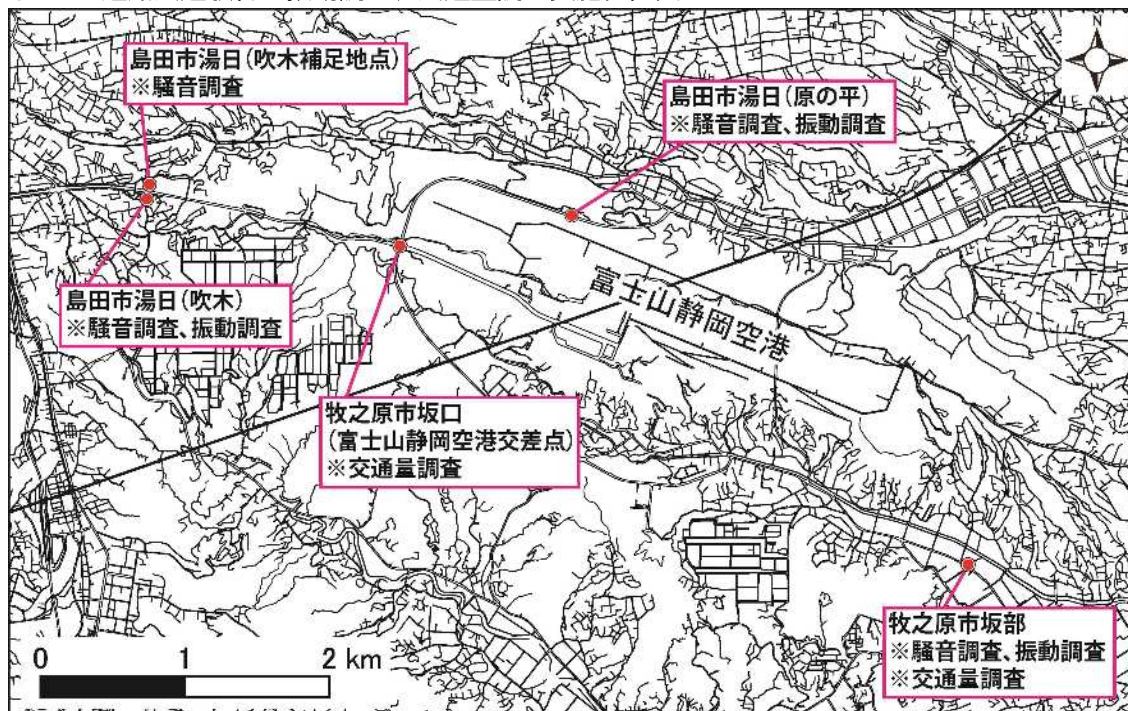 島田市湯日(吹木補足地点)
※騒音調査
島田市湯日(原の平)
※騒音調査、振動調査
N
島田市湯日(吹木)
※騒音調査、振動調査
富士山静岡空港
牧之原市坂口
(富士山静岡空港交差点)
※交通量調査
牧之原市坂部
※騒音調査、振動調査
※交通量調査
0 1 2 km